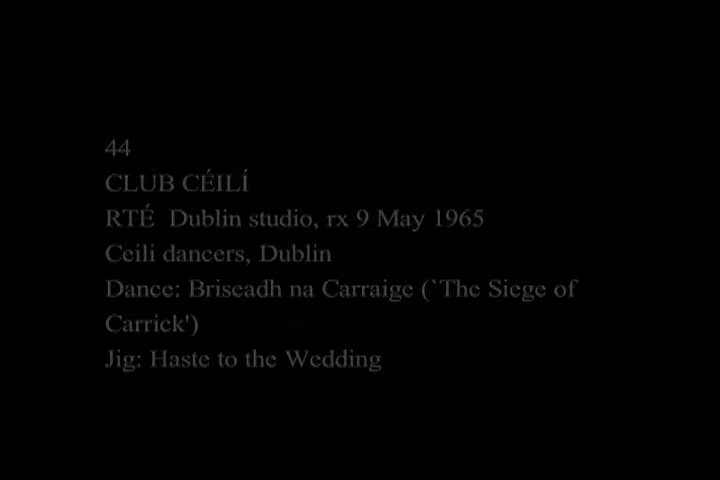 44
CLUB CÉILÍ
RTÉ  Dublin studio, rx 9 May 1965
Ceili dancers, Dublin
Dance: Briseadh na Carraige (`The Siege of
Carrick')
Jig: Haste to the Wedding